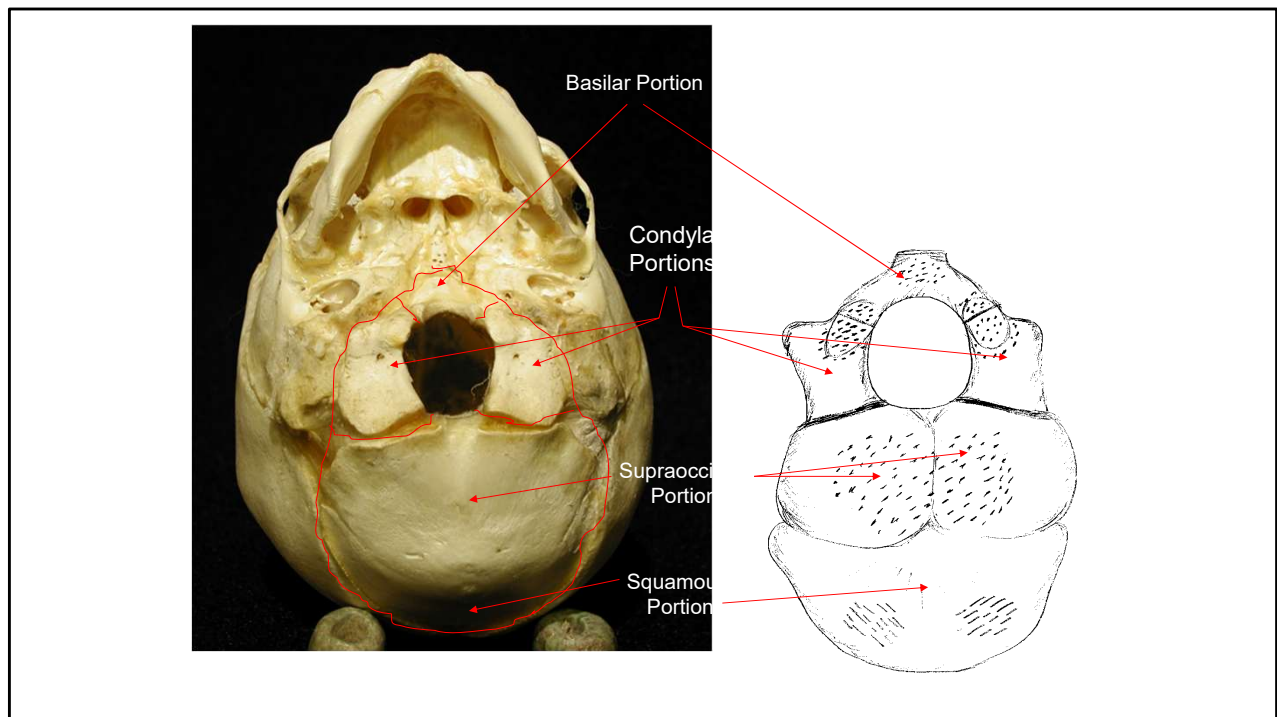 Basilar Portion
Condyla
Portions
Supraocci
Portion
Squamou
Portion